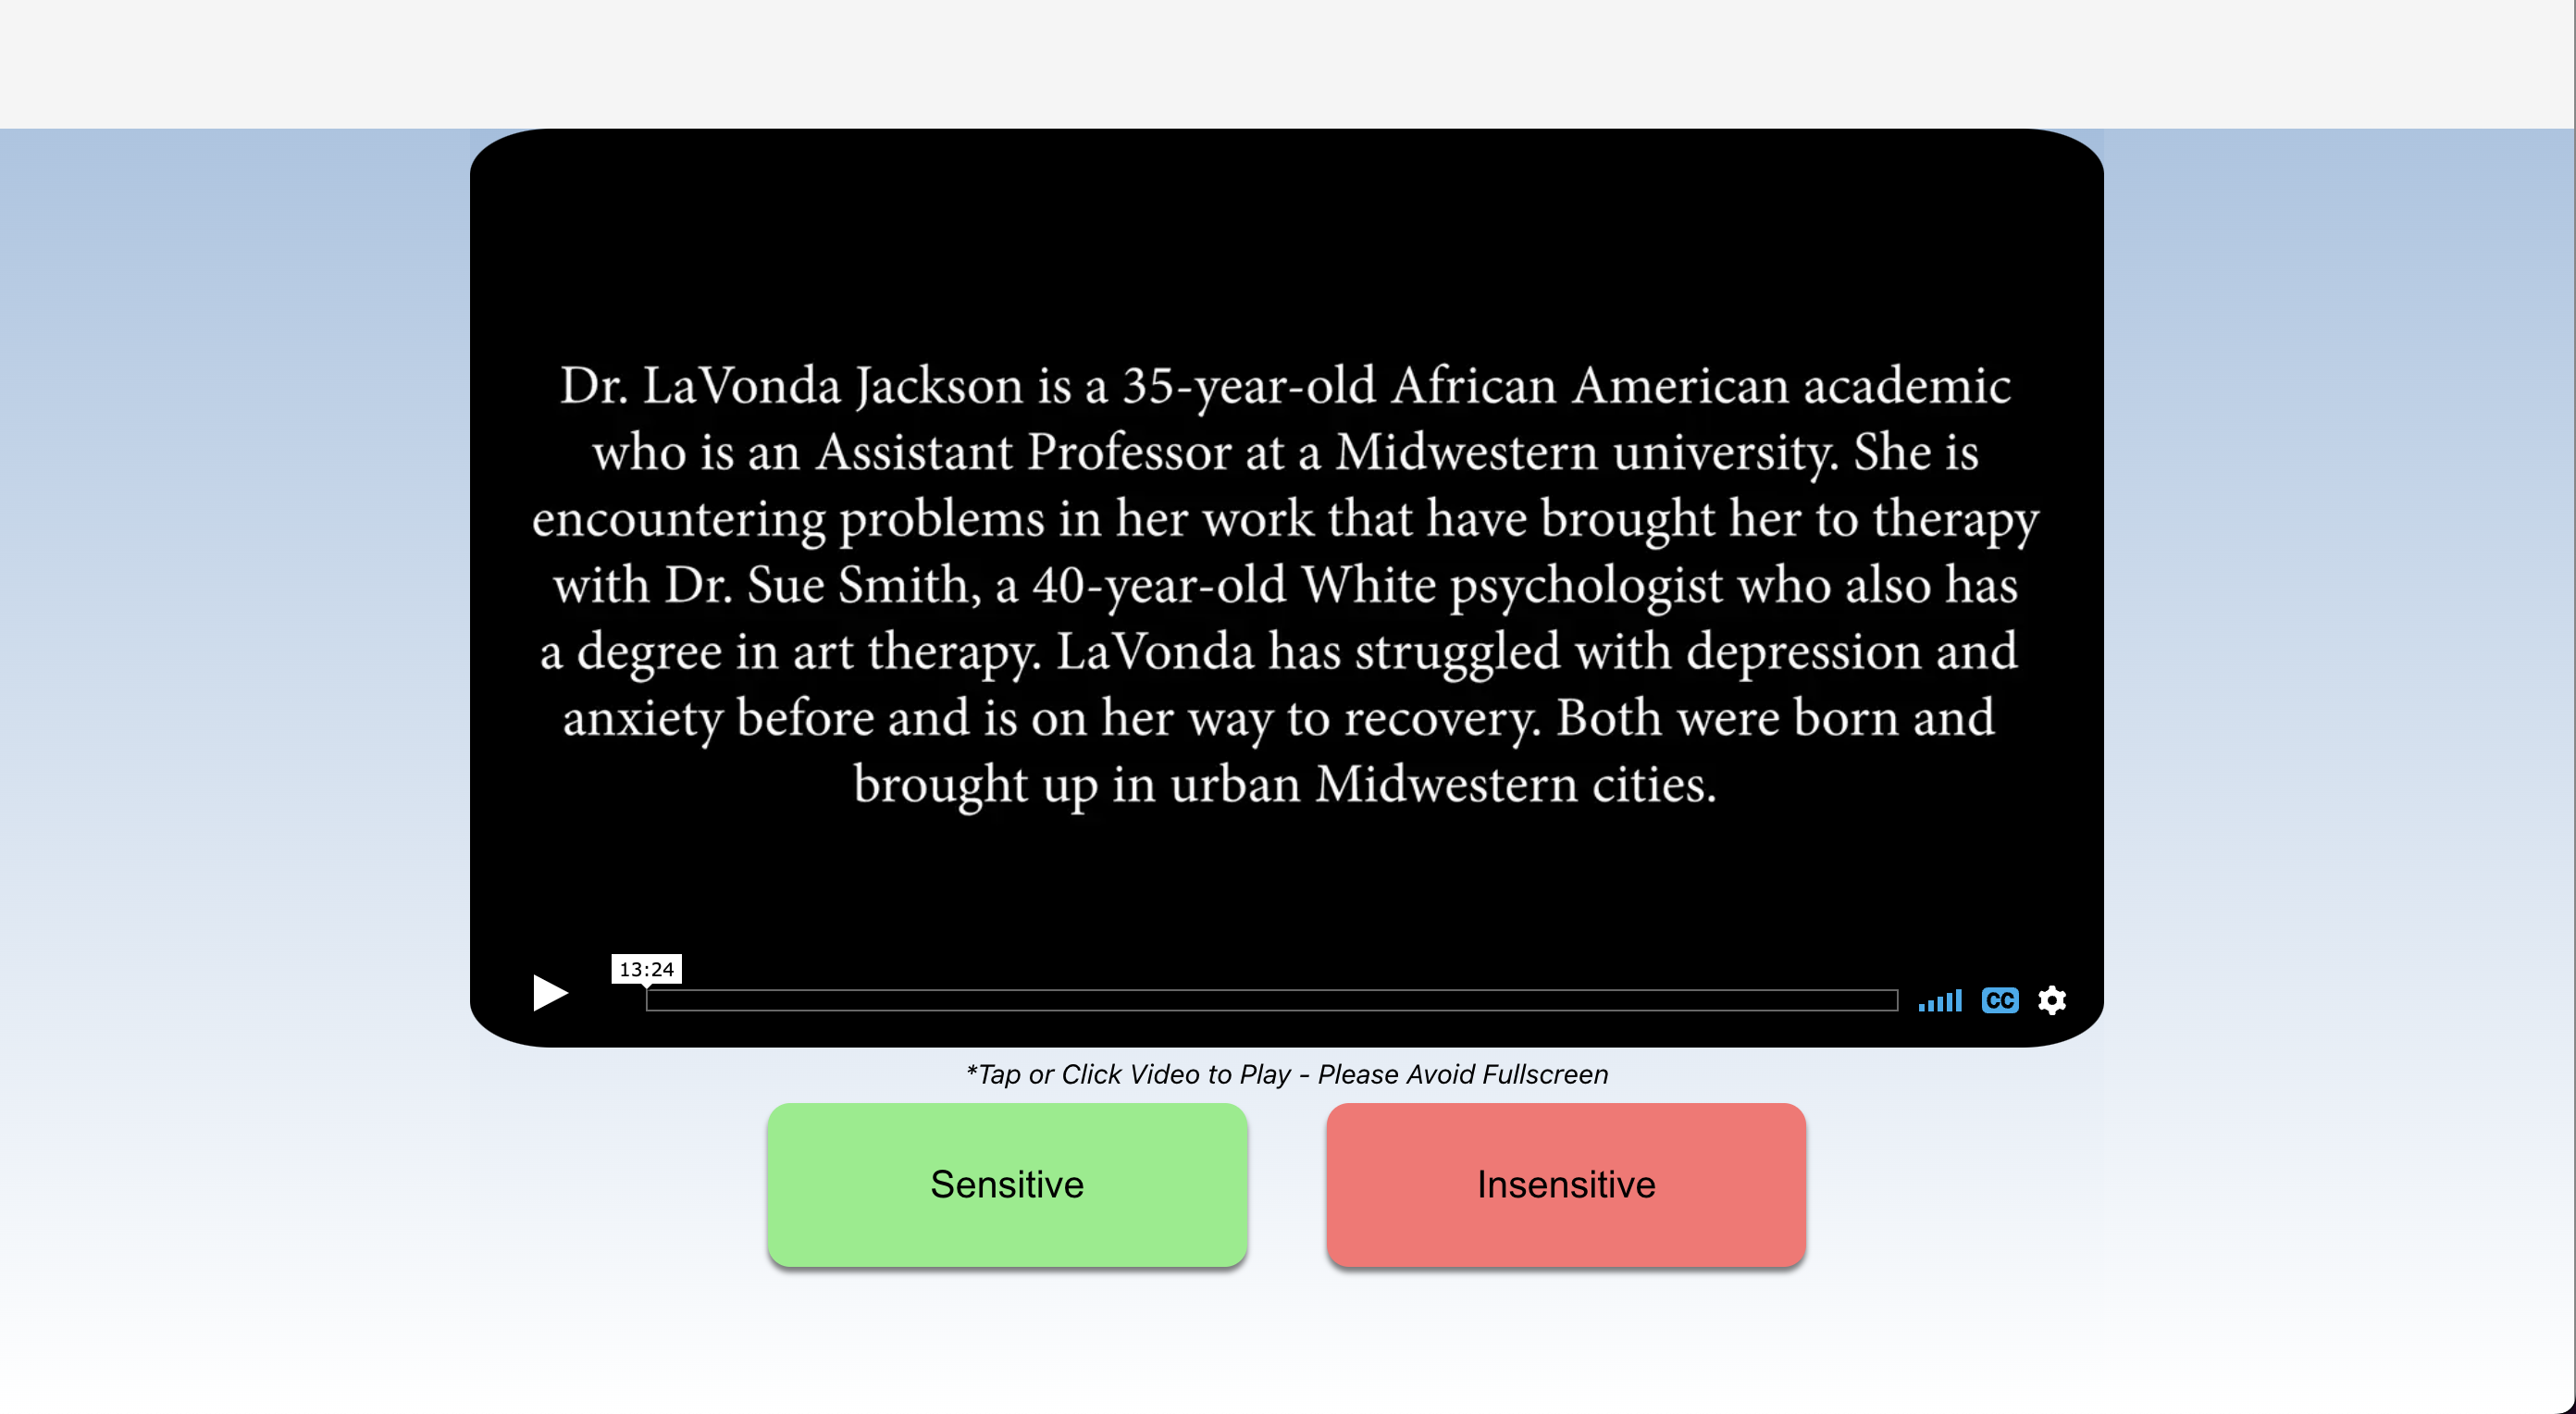 Dr. LaVonda Jackson is a 35-year-old African American academic
who is an Assistant Professor at a Midwestern university. She is
encountering problems in her work that have brought her to therapy
with Dr. Sue Smith, a 40-year-old White psychologist who also has
a degree in art therapy. LaVonda has struggled with depression and
anxiety before and is on her way to recovery. Both were born and
brought up in urban Midwestern cities.
13:24
CC
*Tap or Click Video to Play - Please Avoid Fullscreen
Sensitive
Insensitive